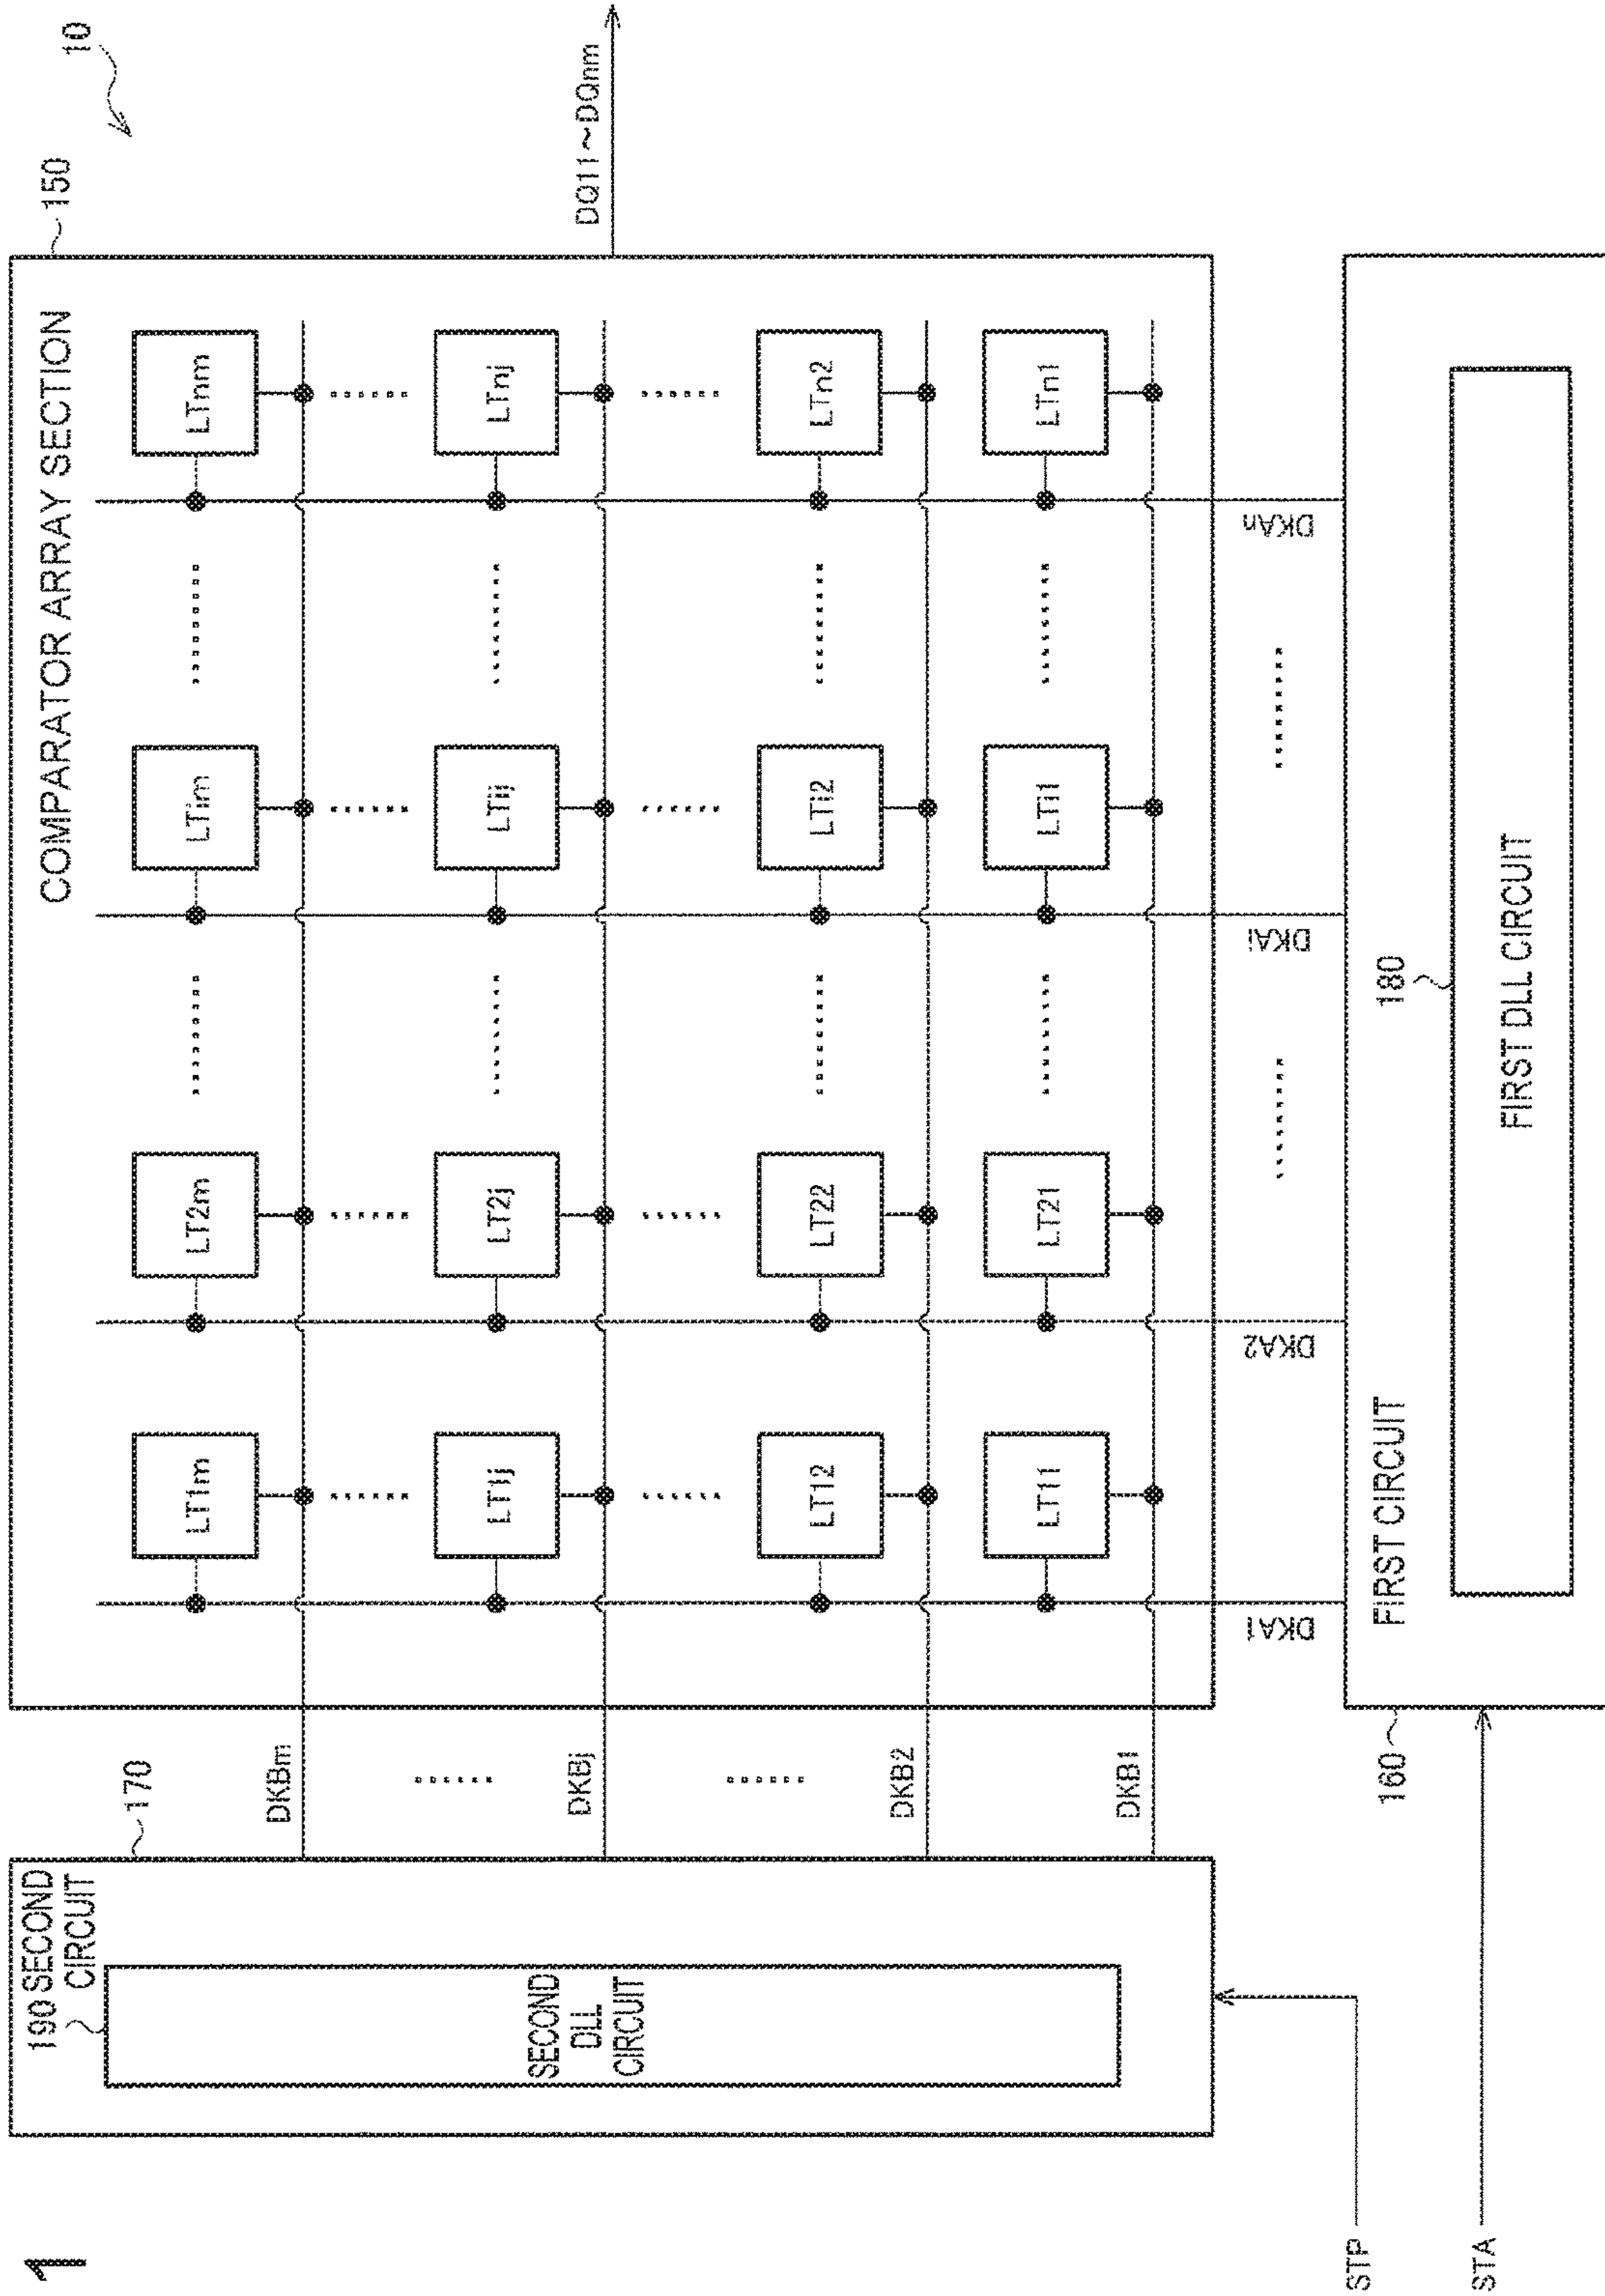 1
10
150
COMPARATOR ARRAY SECTION
DQ11~DQnm
170
190
SECOND
CIRCUIT
SECOND
DLL
CIRCUIT
DKBm
DKBj
DKB2
DKB1
LT1m
LT2m
LTim
LTnm
LT1j
LT2j
LTij
LTnj
LT12
LT22
LTi2
LTn2
LT11
LT21
LTi1
LTn1
DKA1
DKA2
DKAi
DKAn
160
FIRST CIRCUIT
180
FIRST DLL CIRCUIT
STP
STA